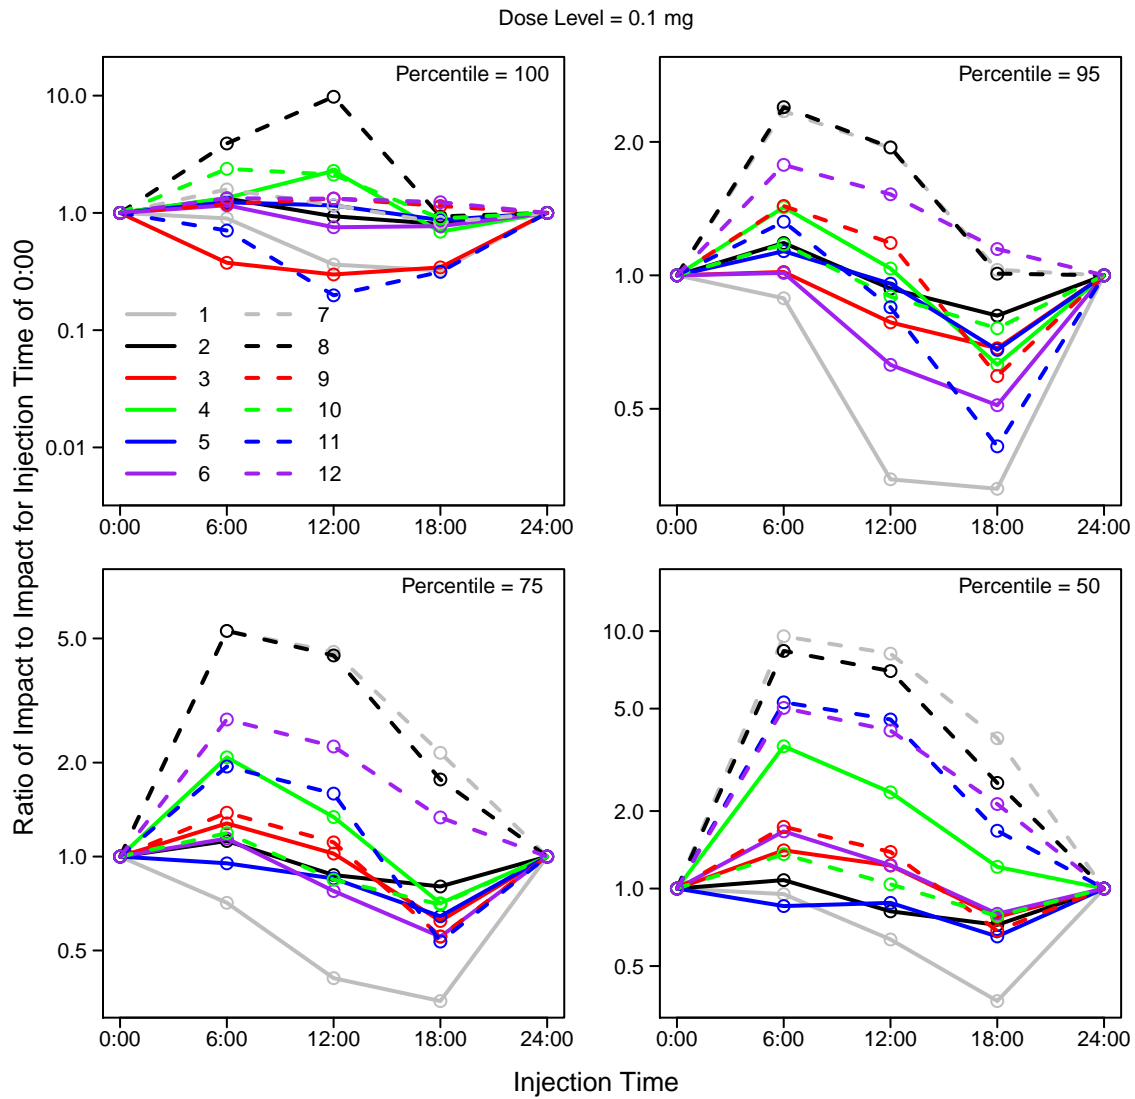 Dose Level = 0.1 mg
Percentile = 100
10.0
1.0
0.1
0.01
1 7
2 8
3 9
4 10
5 11
6 12
0:00 6:00 12:00 18:00 24:00
Percentile = 95
2.0
1.0
0.5
0:00 6:00 12:00 18:00 24:00
Ratio of Impact to Impact for Injection Time of 0:00
Percentile = 75
5.0
2.0
1.0
0.5
0:00 6:00 12:00 18:00 24:00
Percentile = 50
10.0
5.0
2.0
1.0
0.5
0:00 6:00 12:00 18:00 24:00
Injection Time